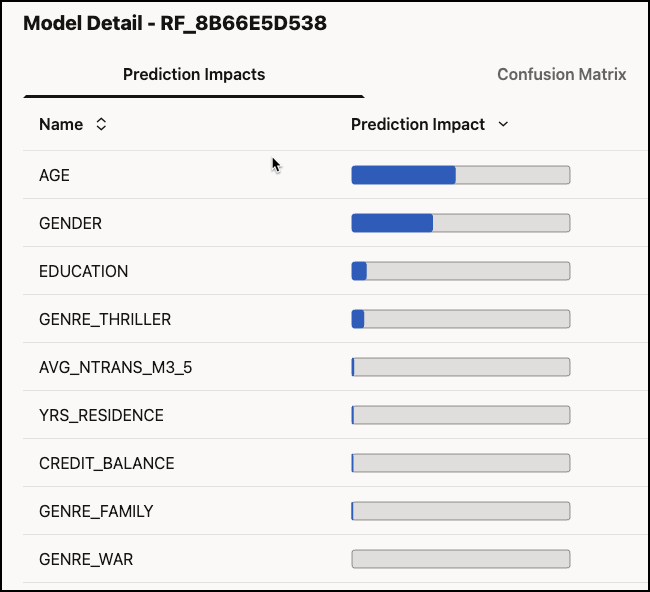 Model Detail - RF_8B66E5D538
Prediction Impacts Confusion Matrix
Name Prediction Impact
AGE
GENDER
EDUCATION
GENRE_THRILLER
AVG_NTRANS_M3_5
YRS_RESIDENCE
CREDIT_BALANCE
GENRE_FAMILY
GENRE_WAR